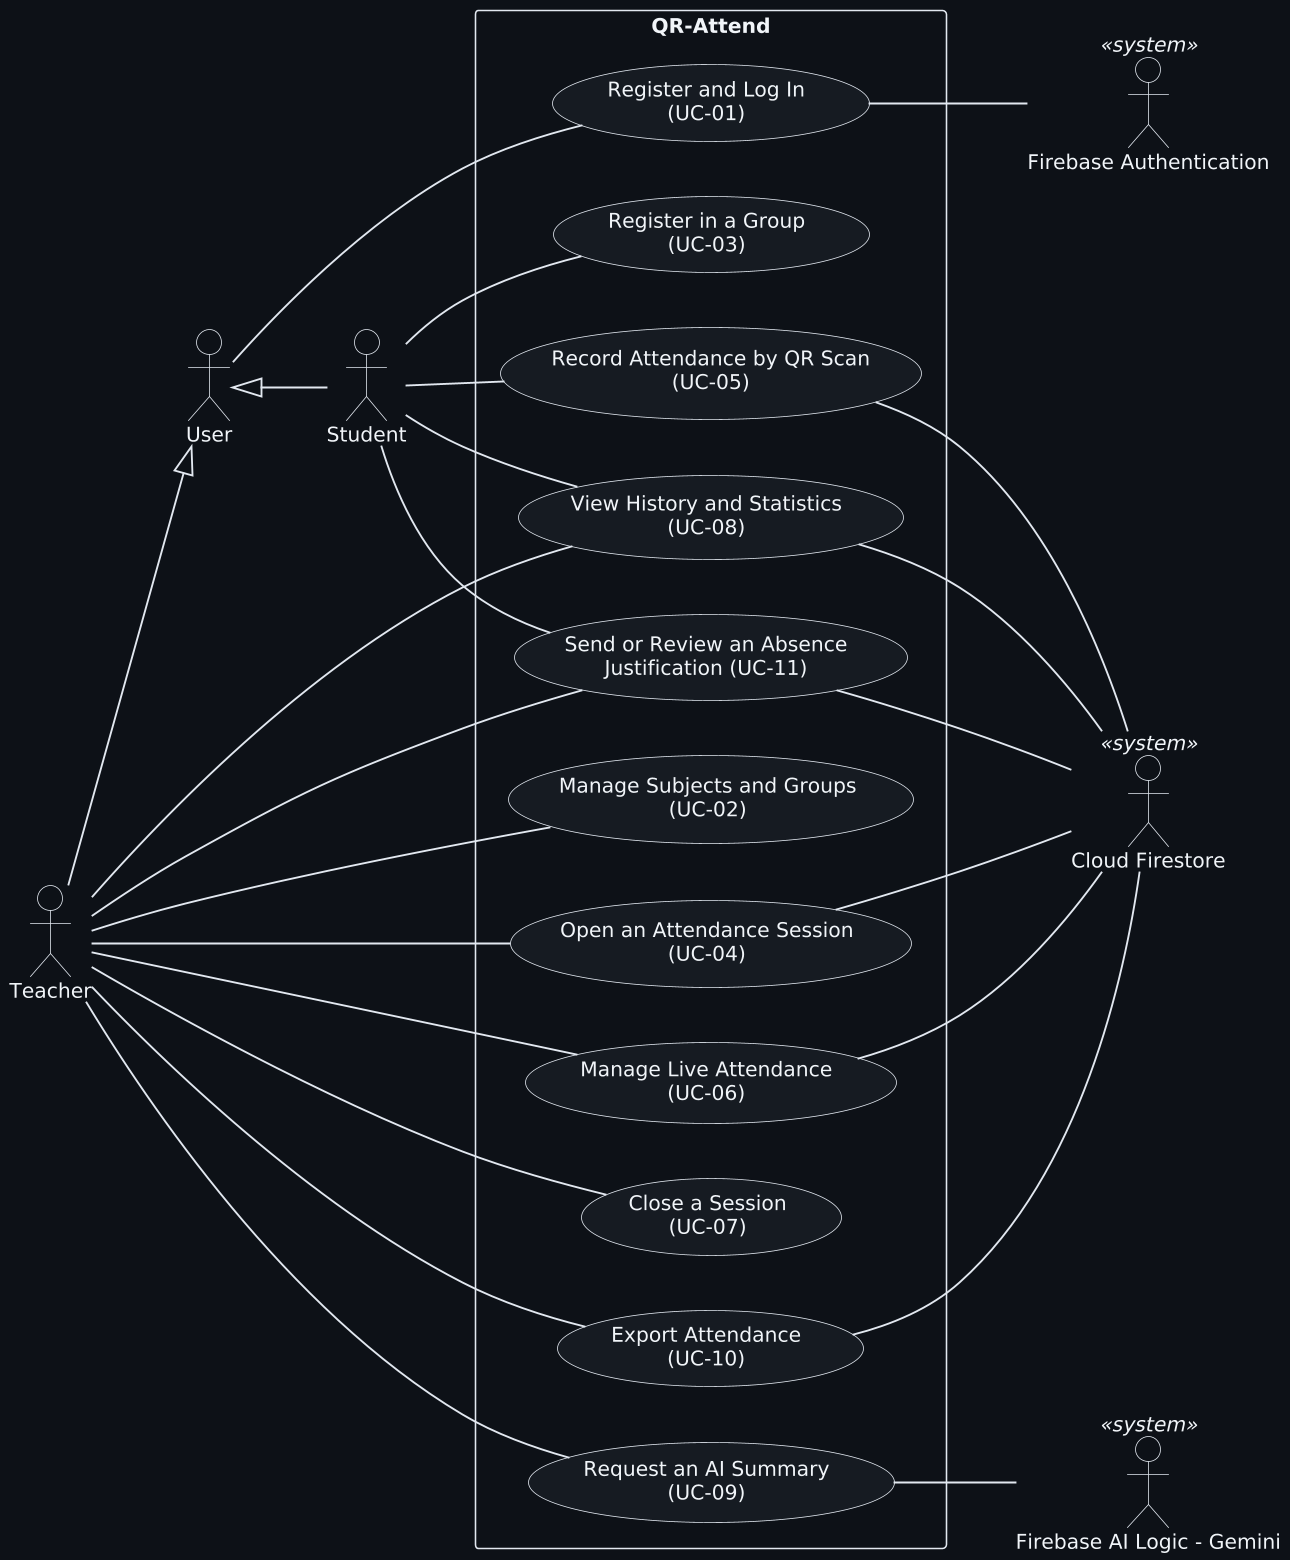 QR-Attend
«system»
Firebase Authentication
Register and Log In
(UC-01)
Register in a Group
(UC-03)
User
Student
Record Attendance by QR Scan
(UC-05)
View History and Statistics
(UC-08)
Send or Review an Absence
Justification (UC-11)
«system»
Cloud Firestore
Manage Subjects and Groups
(UC-02)
Teacher
Open an Attendance Session
(UC-04)
Manage Live Attendance
(UC-06)
Close a Session
(UC-07)
Export Attendance
(UC-10)
Request an AI Summary
(UC-09)
«system»
Firebase AI Logic - Gemini